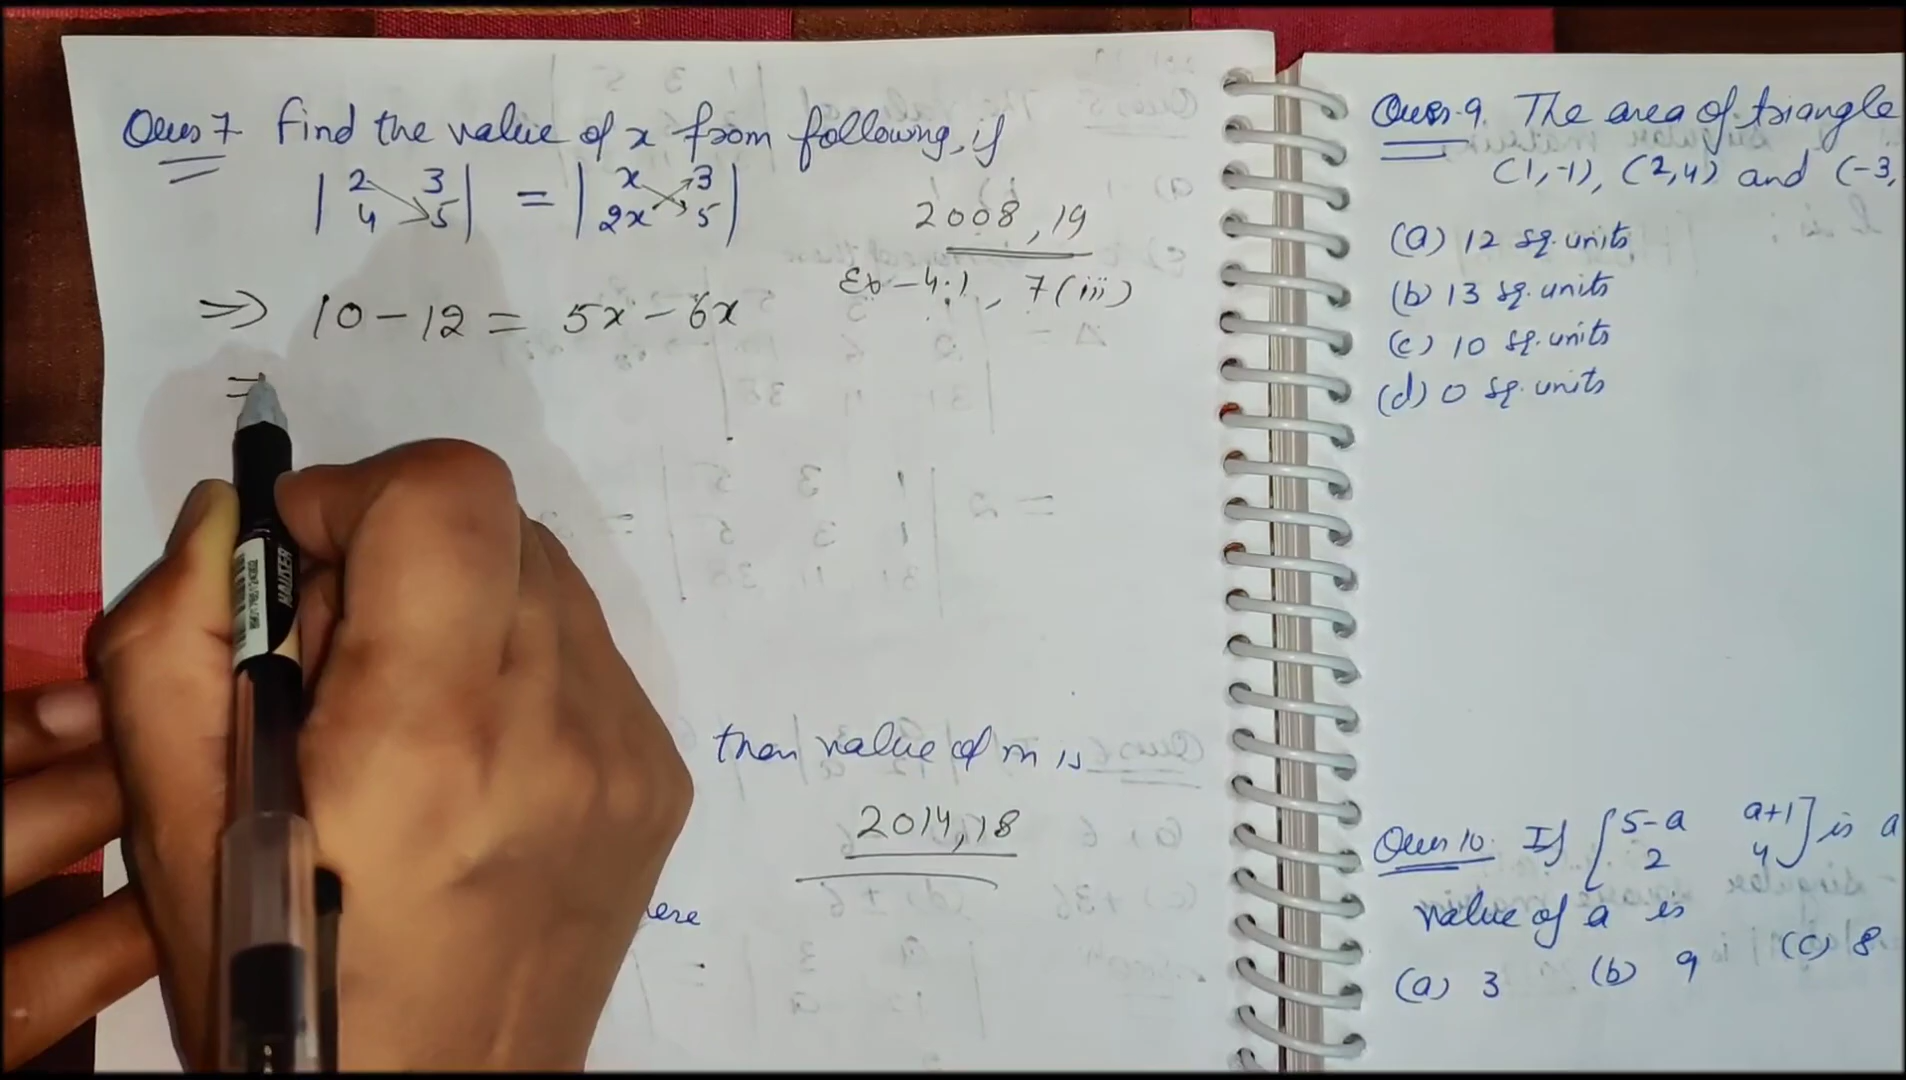 Ques 7 Find the value of x from following, if
| 2 3 | = | x 3 |
| 4 5 | | 2x 5 |
2008, 19
Ex-4.1, 7(iii)
⇒ 10-12 = 5x-6x
=
then value of m is
2014, 18
ere
Ques. 9. The area of triangle
(1,-1), (2,4) and (-3,
(a) 12 sq. units
(b) 13 sq. units
(c) 10 sq. units
(d) 0 sq. units
Ques 10. If [ 5-a a+1 ] is a
2 4
value of a is
(a) 3 (b) 9 (c) 8
HAUSER